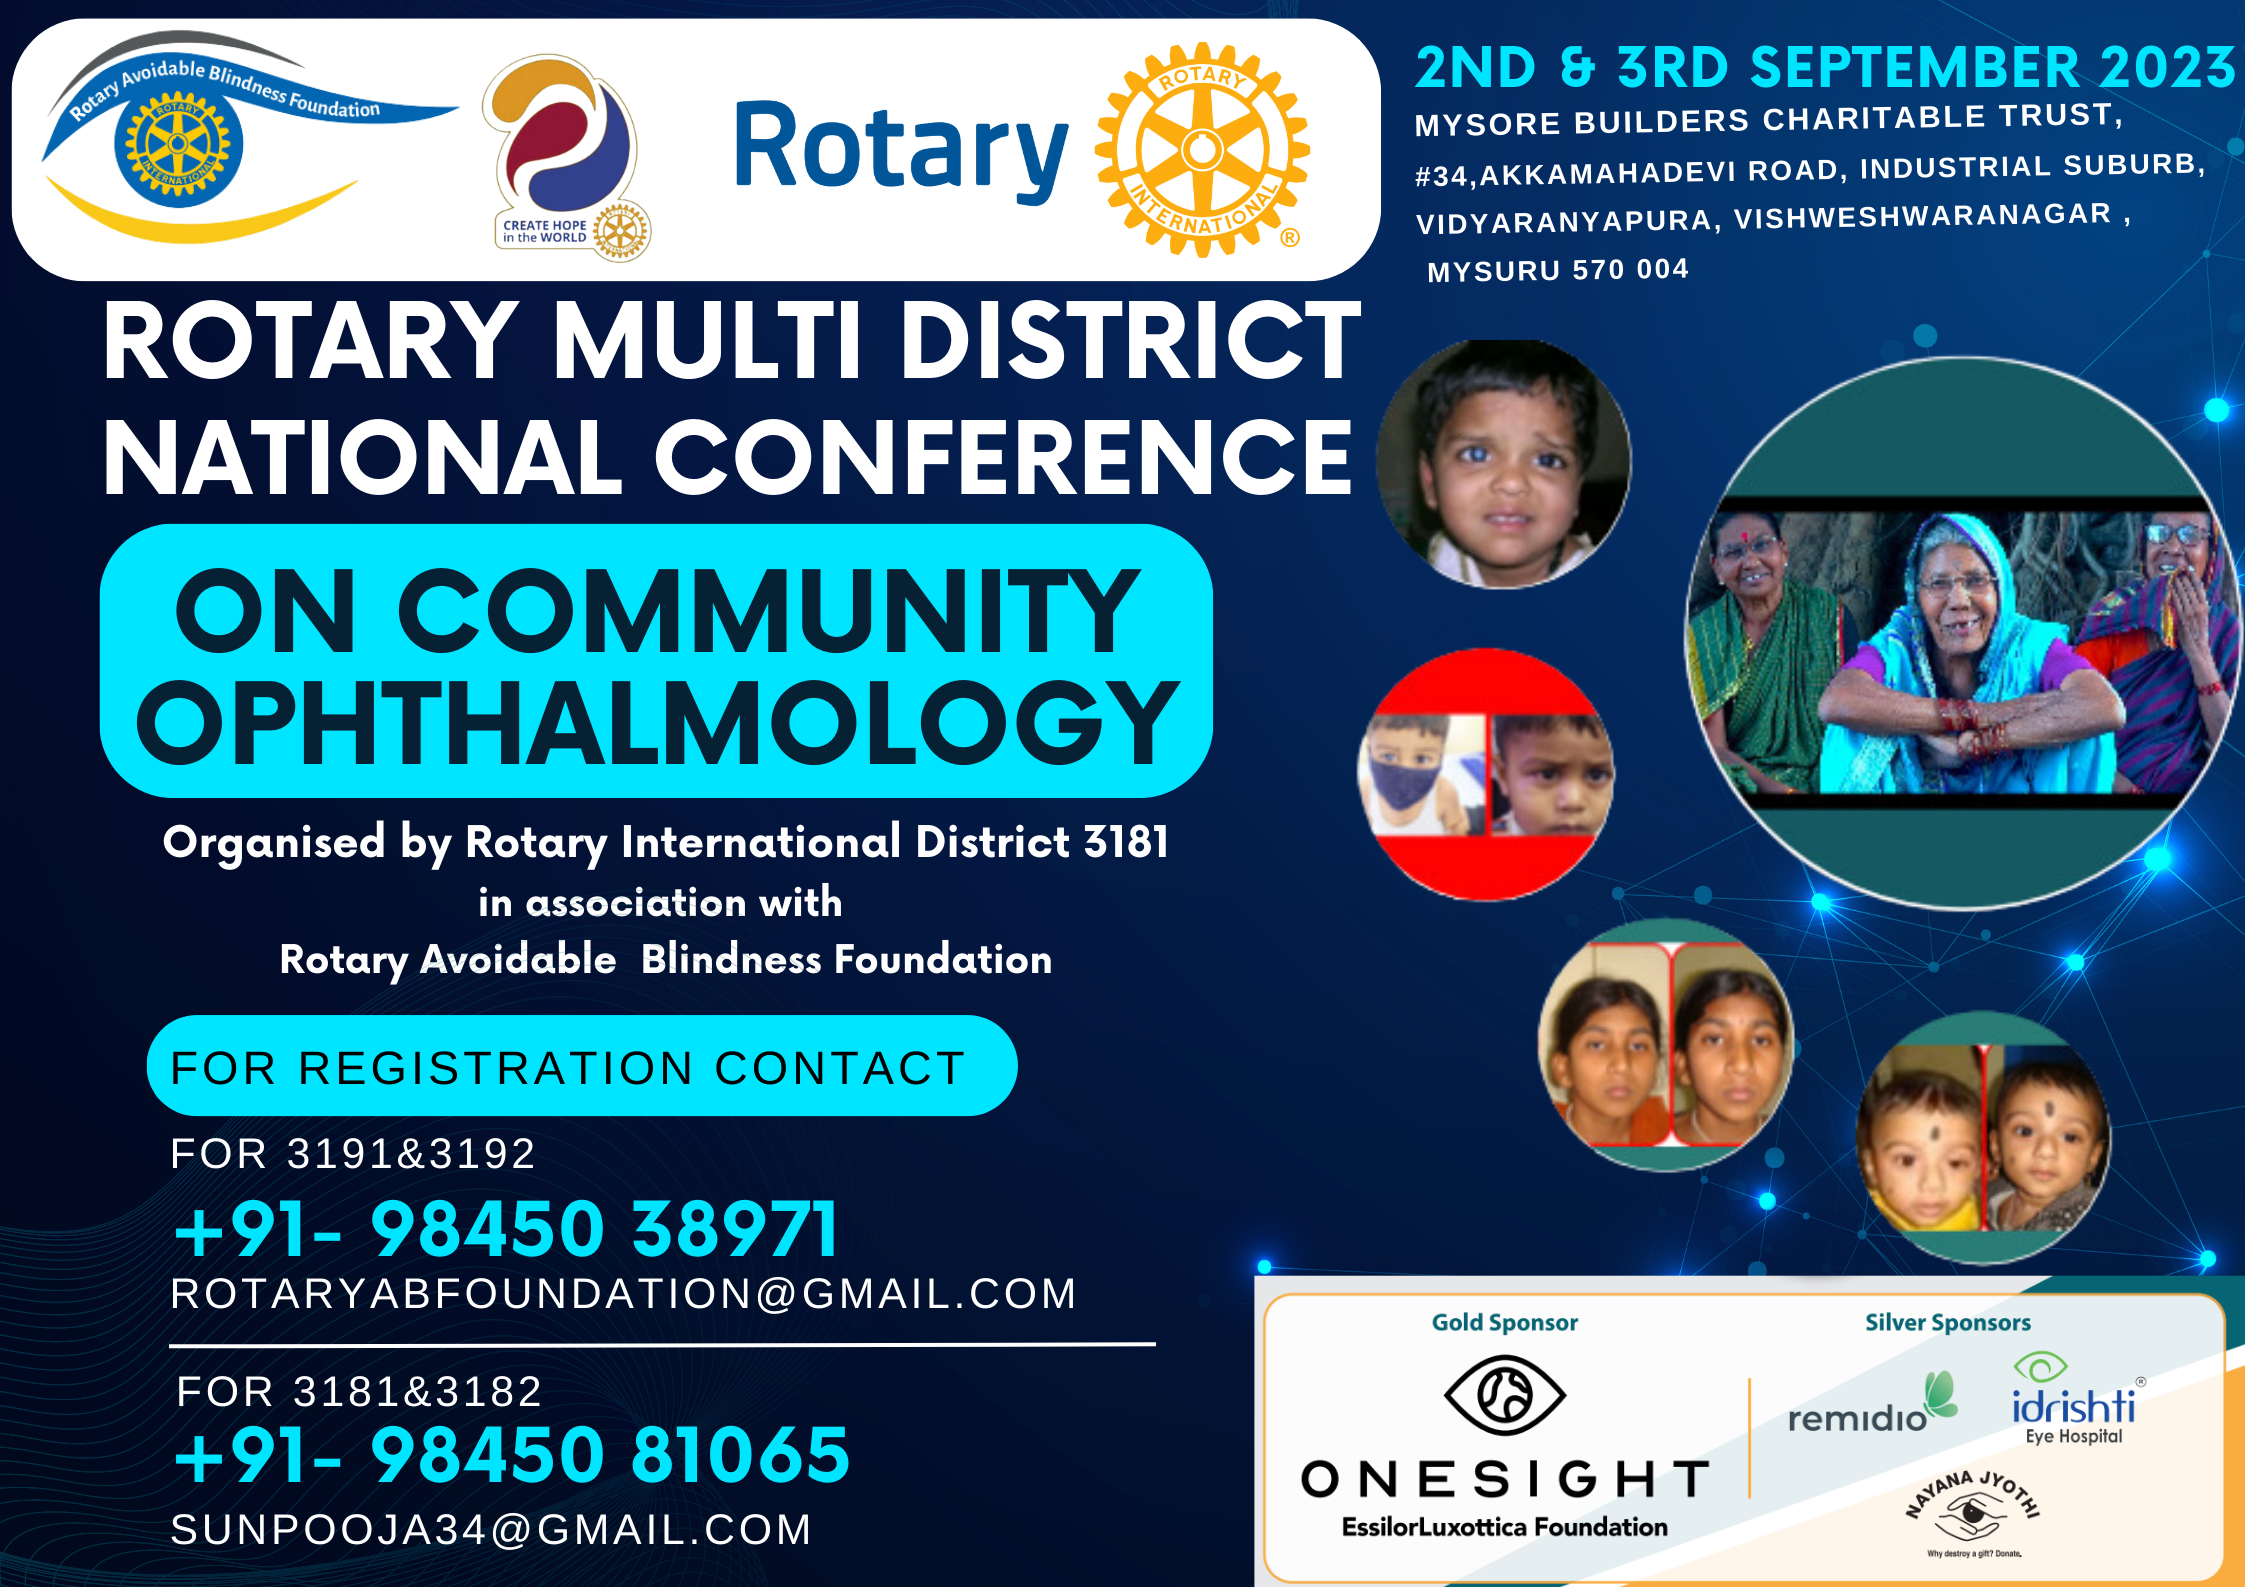 Rotary Avoidable Blindness Foundation
ROTARY
INTERNATIONAL
CREATE HOPE
in the WORLD
Rotary
ROTARY
INTERNATIONAL
®
2ND & 3RD SEPTEMBER 2023
MYSORE BUILDERS CHARITABLE TRUST,
#34,AKKAMAHADEVI ROAD, INDUSTRIAL SUBURB,
VIDYARANYAPURA, VISHWESHWARANAGAR ,
MYSURU 570 004
ROTARY MULTI DISTRICT
NATIONAL CONFERENCE
ON COMMUNITY
OPHTHALMOLOGY
Organised by Rotary International District 3181
in association with
Rotary Avoidable  Blindness Foundation
FOR REGISTRATION CONTACT
FOR 3191&3192
+91- 98450 38971
ROTARYABFOUNDATION@GMAIL.COM
FOR 3181&3182
+91- 98450 81065
SUNPOOJA34@GMAIL.COM
Gold Sponsor
ONESIGHT
EssilorLuxottica Foundation
Silver Sponsors
remidio
idrishti®
Eye Hospital
NAYANA JYOTHI
Why destroy a gift? Donate.